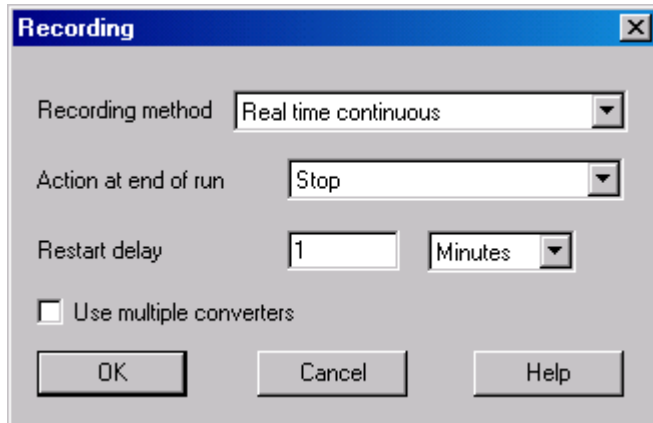 Recording
Recording method Real time continuous
Action at end of run Stop
Restart delay 1 Minutes
Use multiple converters
OK Cancel Help